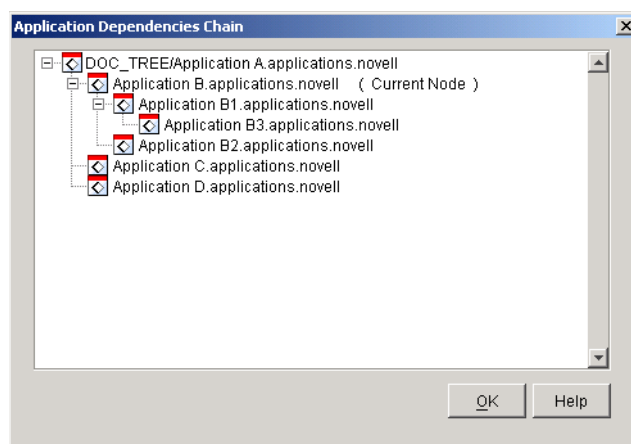 Application Dependencies Chain
DOC_TREE/Application A.applications.novell
Application B.applications.novell ( Current Node )
Application B1.applications.novell
Application B3.applications.novell
Application B2.applications.novell
Application C.applications.novell
Application D.applications.novell
OK Help